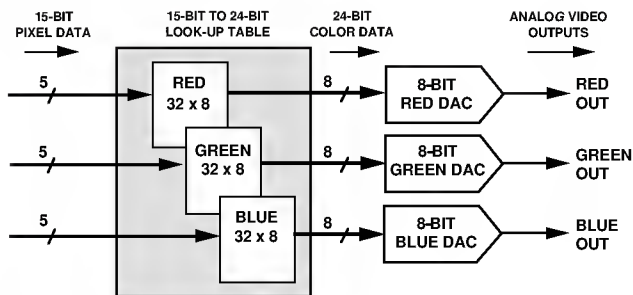 15-BIT
PIXEL DATA
15-BIT TO 24-BIT
LOOK-UP TABLE
24-BIT
COLOR DATA
ANALOG VIDEO
OUTPUTS
5
RED
32 x 8
8
8-BIT
RED DAC
RED
OUT
5
GREEN
32 x 8
8
8-BIT
GREEN DAC
GREEN
OUT
5
BLUE
32 x 8
8
8-BIT
BLUE DAC
BLUE
OUT